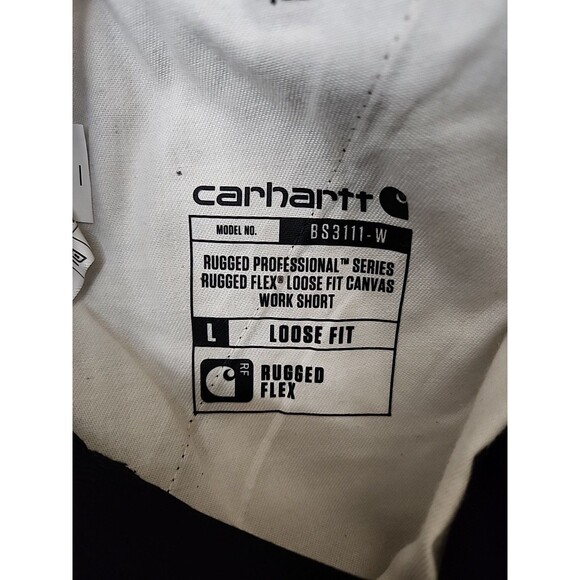 carhartt
MODEL NO. BS3111-W
RUGGED PROFESSIONAL™ SERIES
RUGGED FLEX® LOOSE FIT CANVAS
WORK SHORT
L LOOSE FIT
RF
RUGGED
FLEX